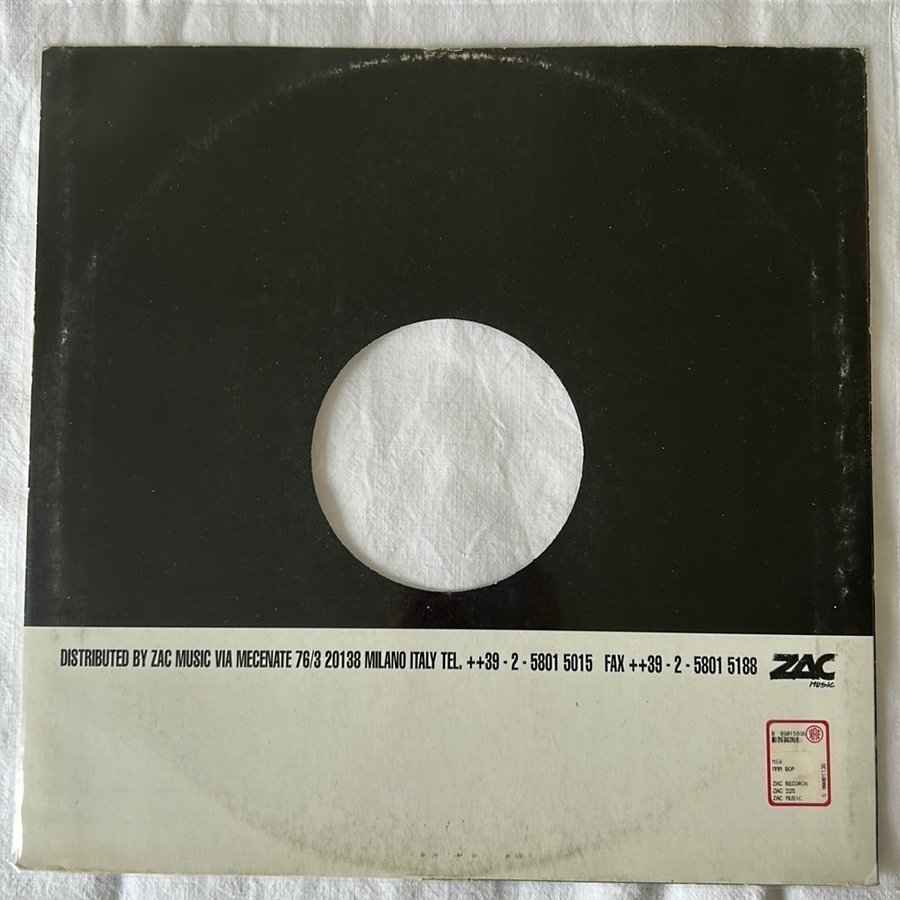 DISTRIBUTED BY ZAC MUSIC VIA MECENATE 76/3 20138 MILANO ITALY TEL. ++39 - 2 - 5801 5015 FAX ++39 - 2 - 5801 5188
ZAC
MUSIC
SIAE
MIX
MMM BOP
ZAC RECORDS
ZAC 225
ZAC MUSIC